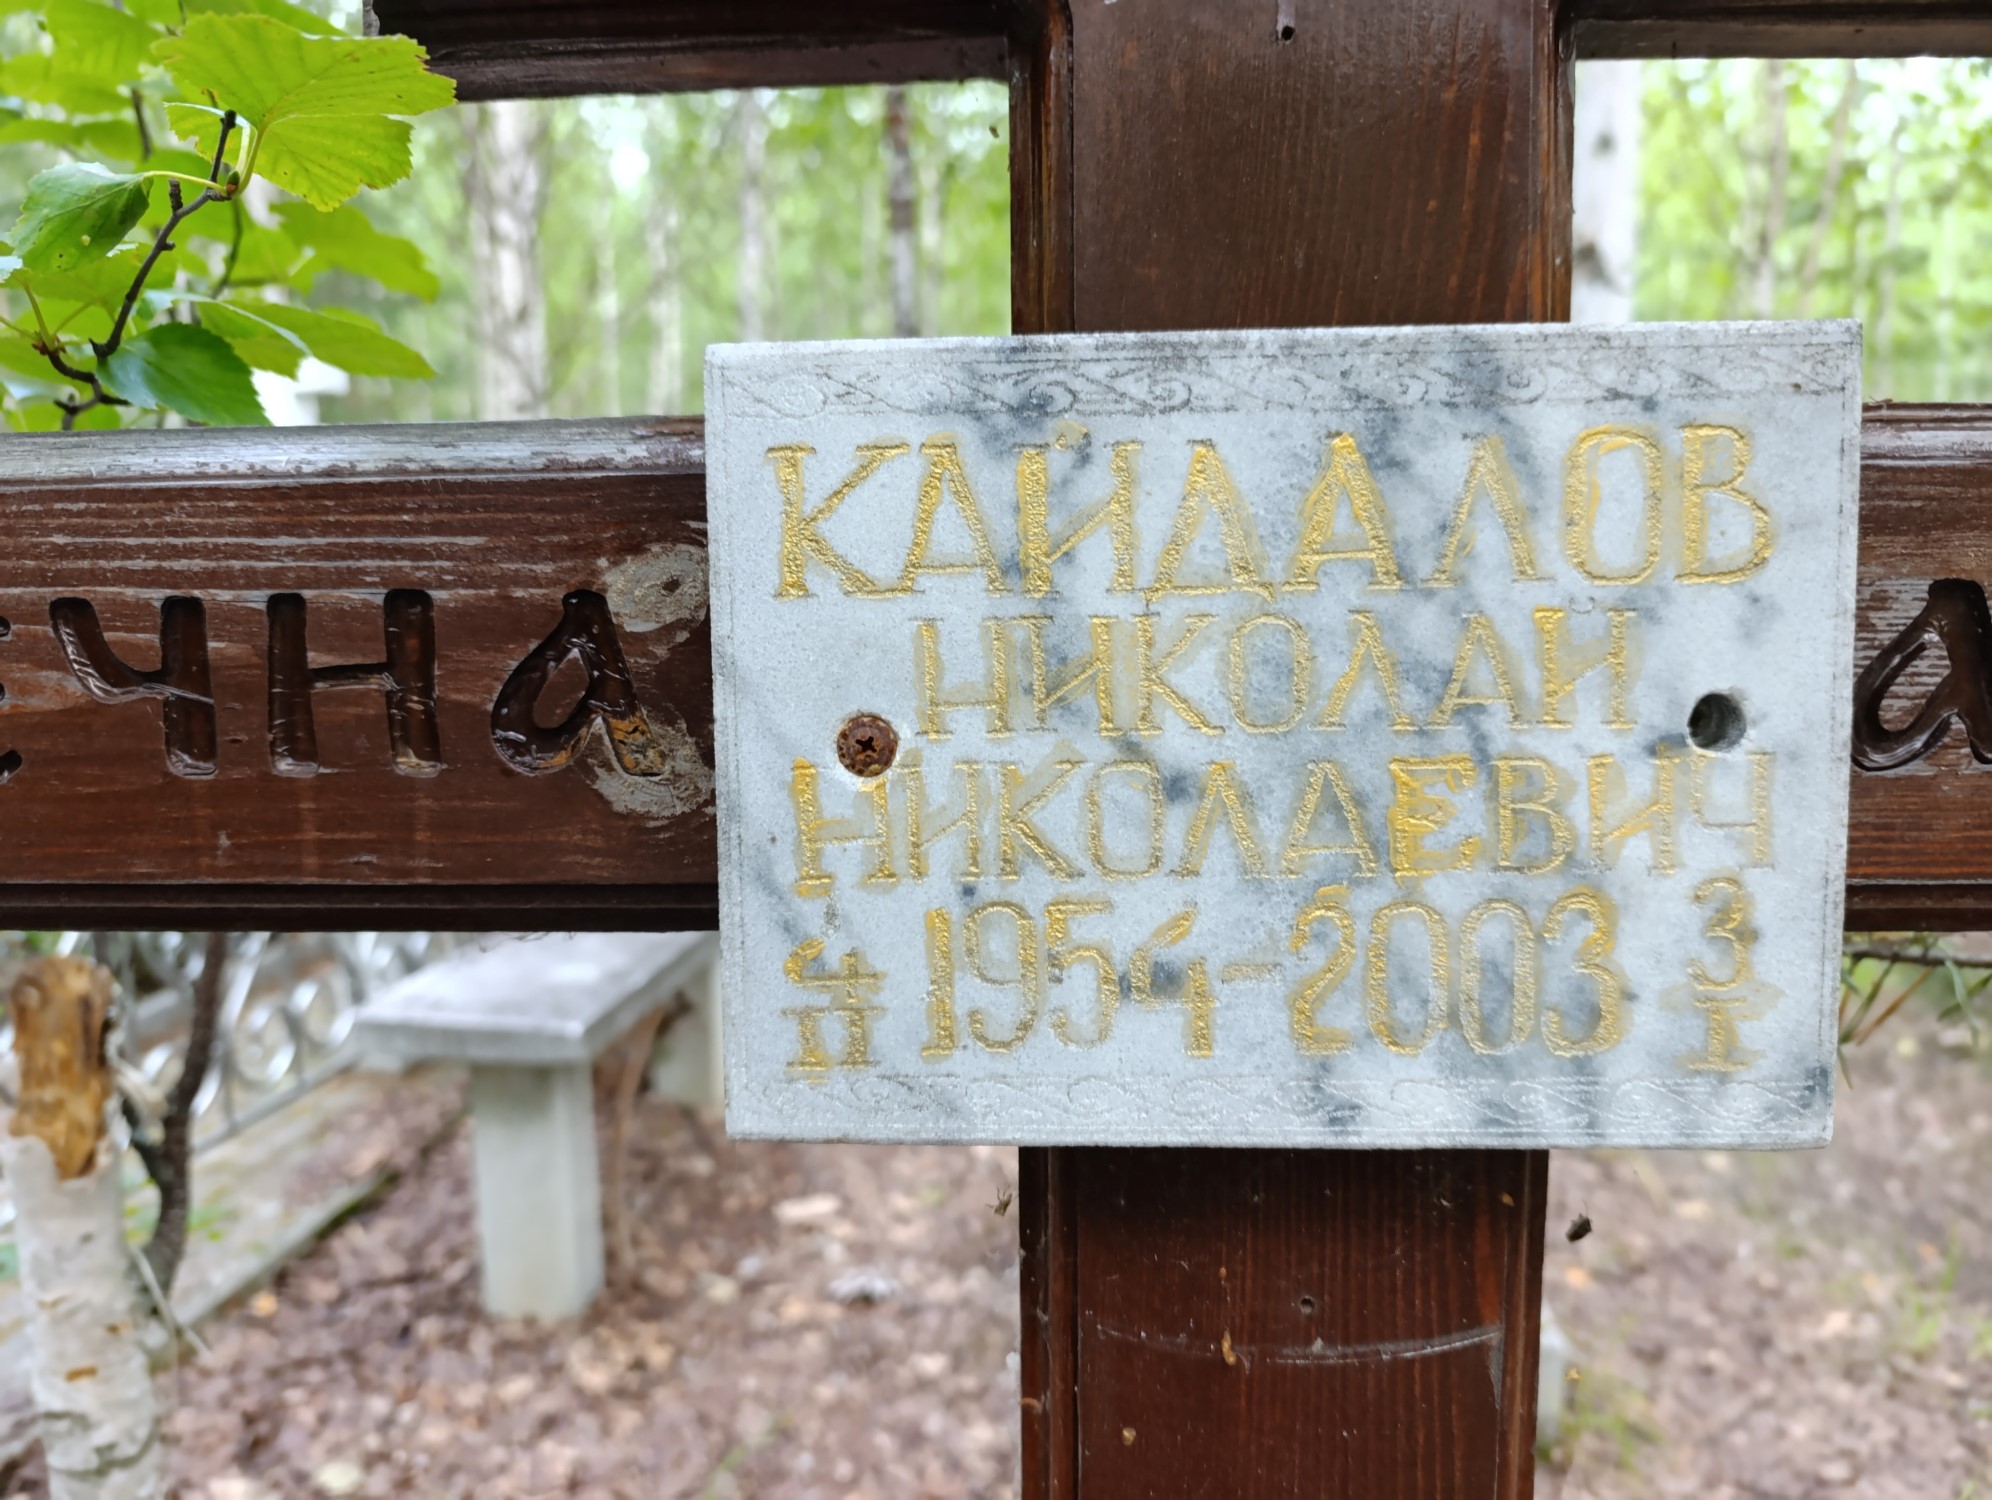 КАЙДАЛОВ
НИКОЛАЙ
НИКОЛАЕВИЧ
4/II 1954-2003 3/I